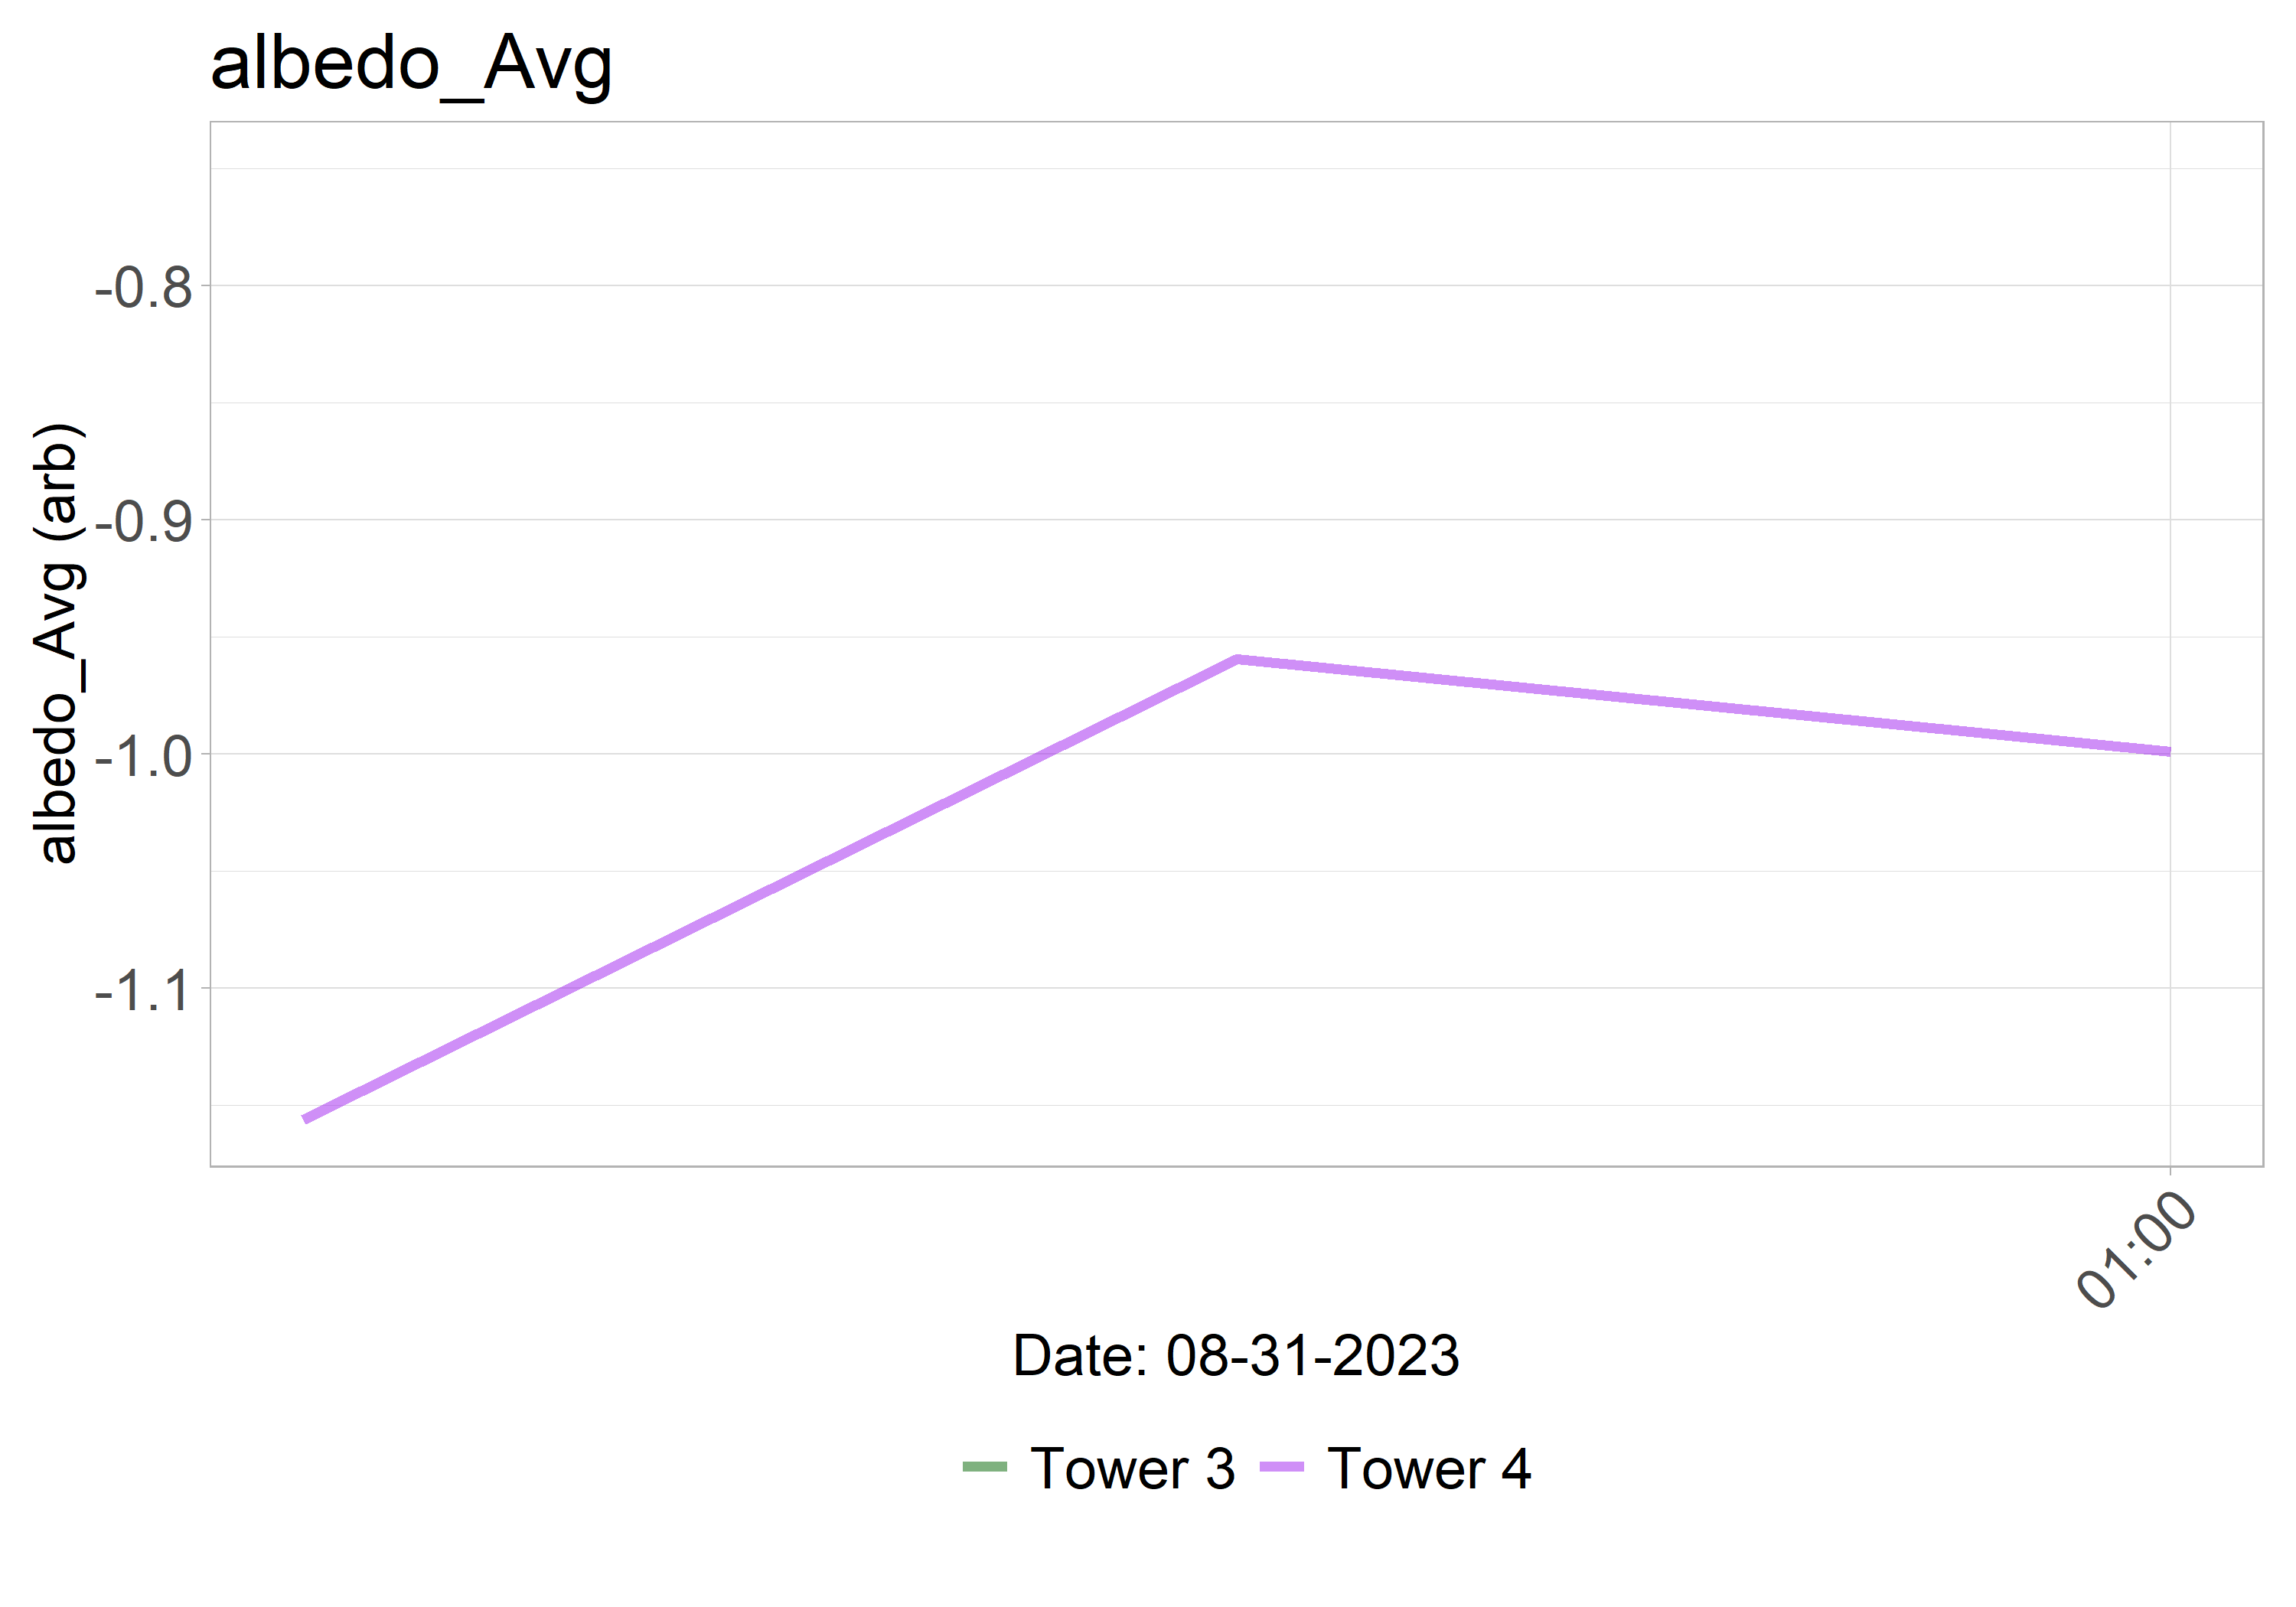 albedo_Avg
albedo_Avg (arb)
-0.8
-0.9
-1.0
-1.1
01:00
Date: 08-31-2023
Tower 3 Tower 4